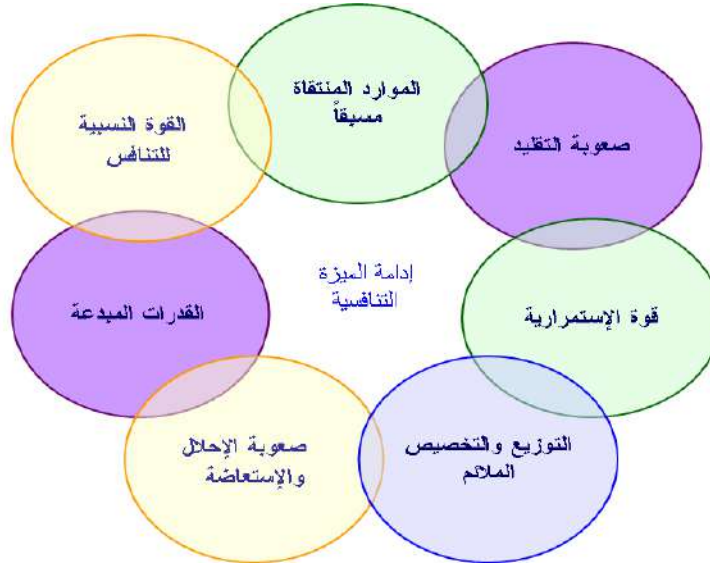 الموارد المنتقاة
مسبقاً
صعوبة التقليد
قوة الإستمرارية
التوزيع والتخصيص
الملائم
صعوبة الإحلال
والإستعاضة
القدرات المبدعة
القوة النسبية
للتنافس
إدامة الميزة
التنافسية